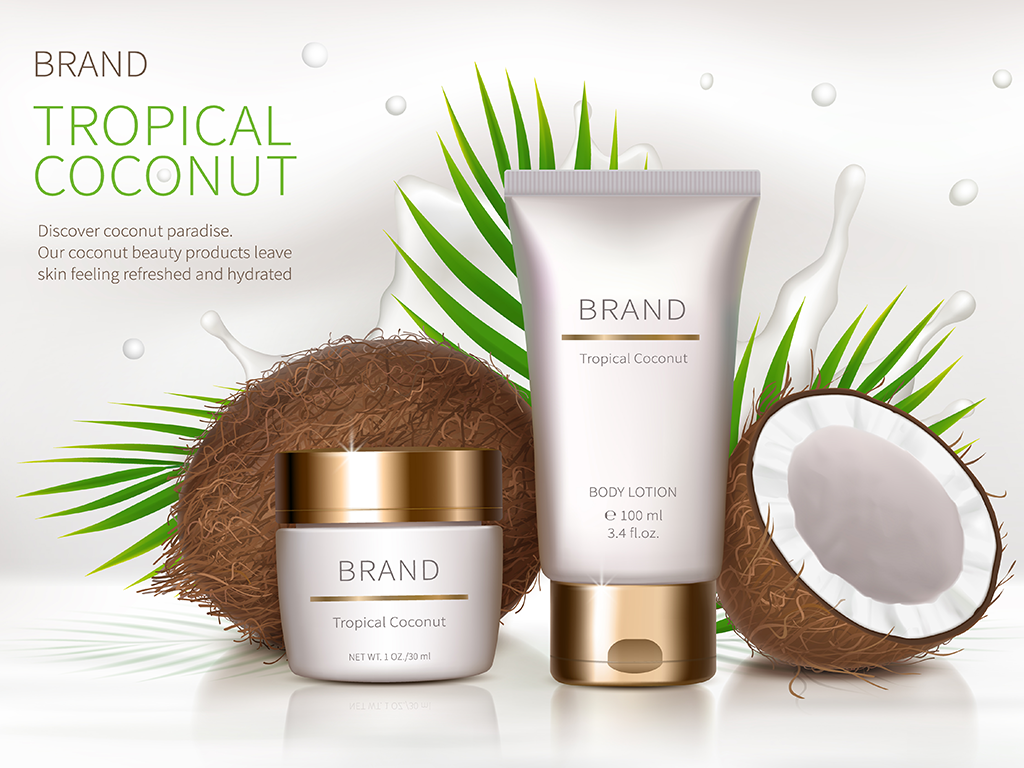 BRAND
TROPICAL
COCONUT
Discover coconut paradise.
Our coconut beauty products leave
skin feeling refreshed and hydrated
BRAND
Tropical Coconut
BODY LOTION
℮ 100 ml
3.4 fl.oz.
BRAND
Tropical Coconut
NET WT. 1 OZ./30 ml